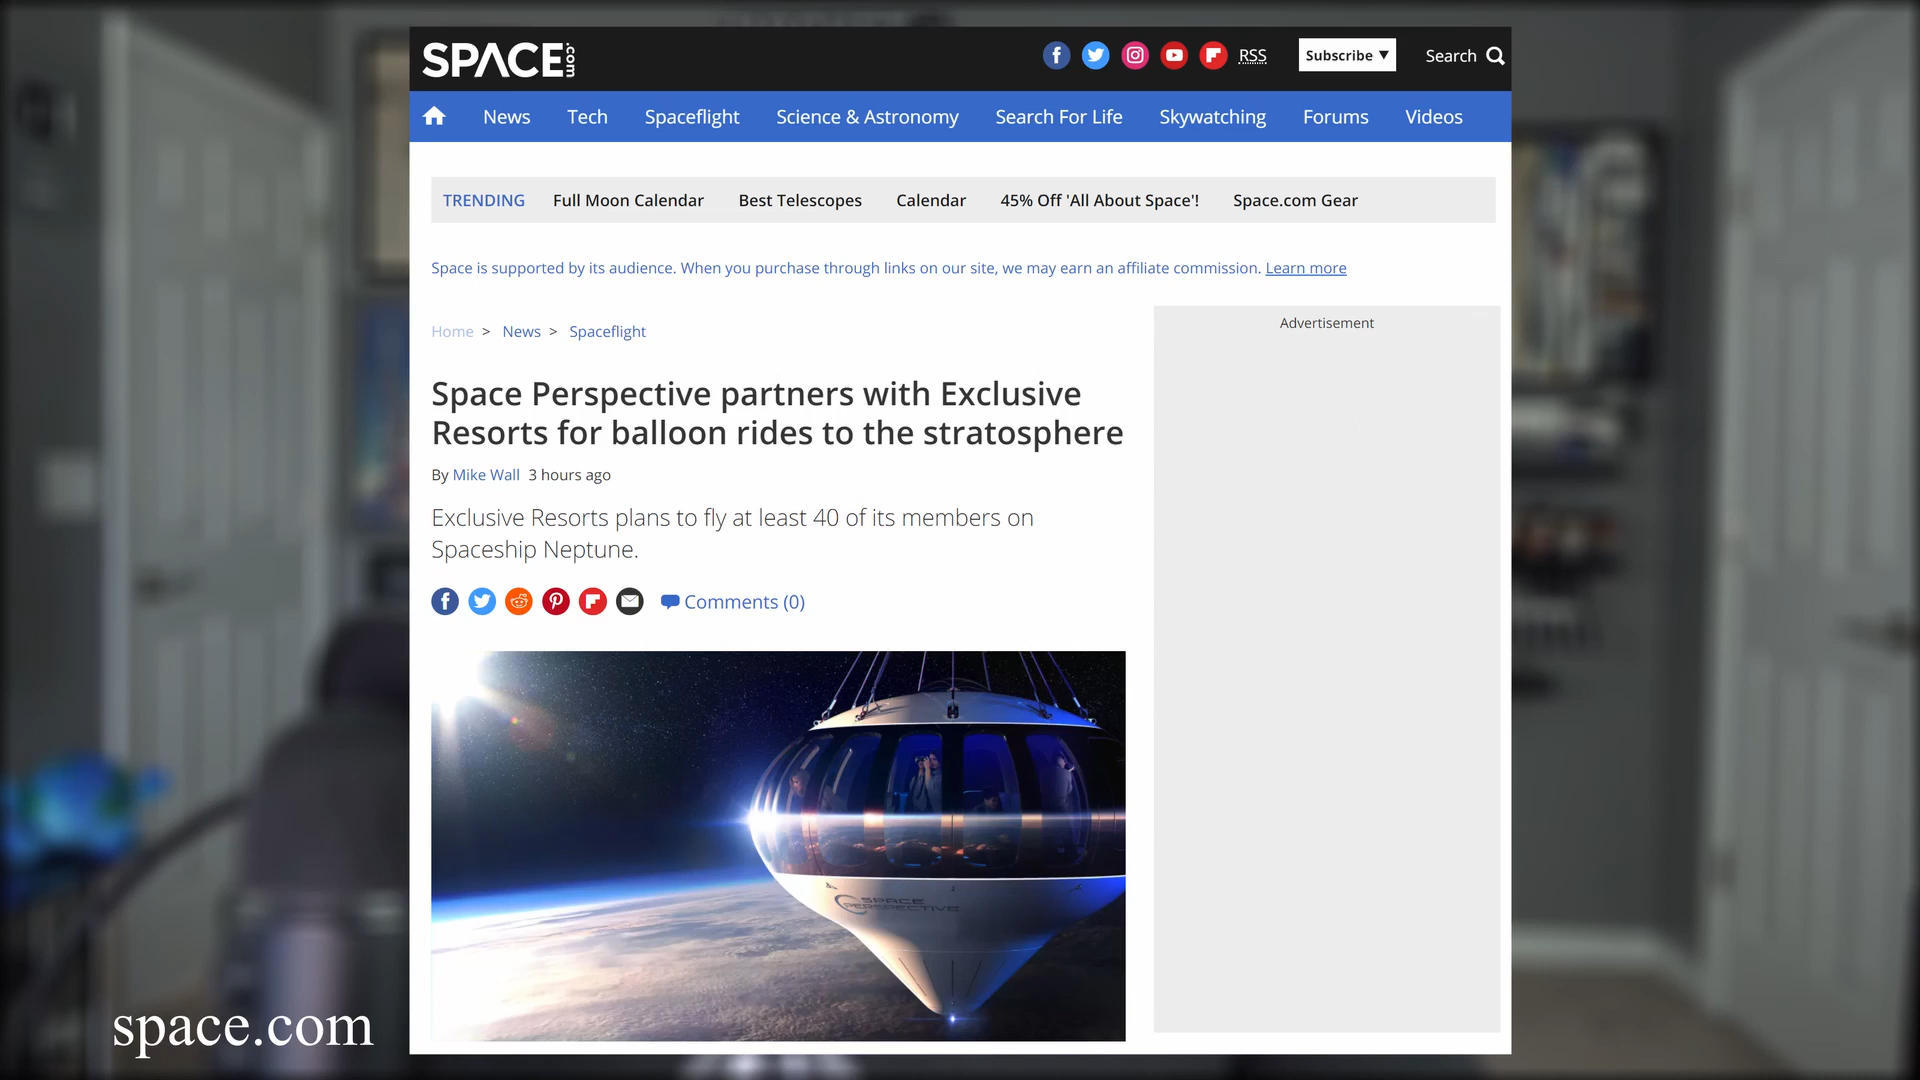 SPACE.com
RSS
Subscribe ▼
Search
News Tech Spaceflight Science & Astronomy Search For Life Skywatching Forums Videos
TRENDING Full Moon Calendar Best Telescopes Calendar 45% Off 'All About Space'! Space.com Gear
Space is supported by its audience. When you purchase through links on our site, we may earn an affiliate commission. Learn more
Advertisement
Home > News > Spaceflight
Space Perspective partners with Exclusive
Resorts for balloon rides to the stratosphere
By Mike Wall 3 hours ago
Exclusive Resorts plans to fly at least 40 of its members on
Spaceship Neptune.
Comments (0)
SPACE
PERSPECTIVE
space.com